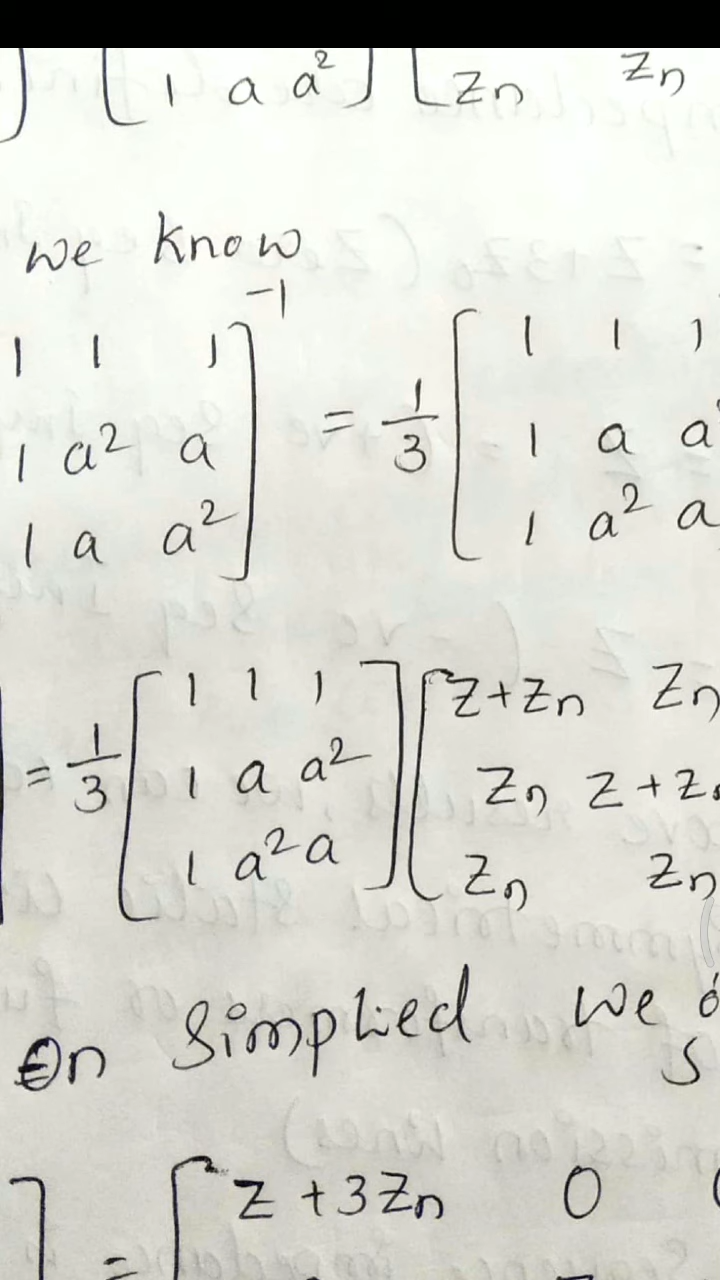 ] [ 1 a a² ] [ Zn Zn
we know
1 1 1 ]⁻¹ = 1/3 [ 1 1 1
1 a² a ] [ 1 a a
1 a a² ] [ 1 a² a
= 1/3 [ 1 1 1 ] [ Z+Zn Zn
1 a a² ] [ Zn Z+Z
1 a² a ] [ Zn Zn
On simplied we
S
] = [ Z+3Zn 0